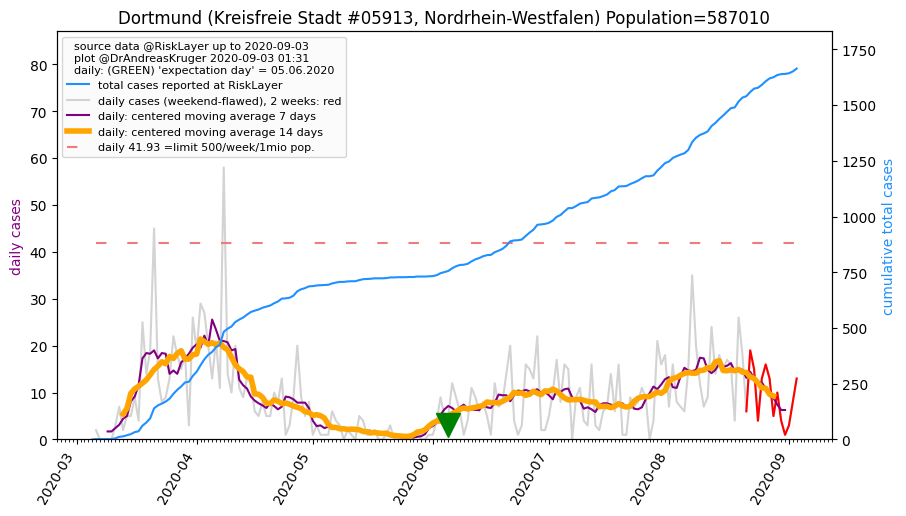 Dortmund (Kreisfreie Stadt #05913, Nordrhein-Westfalen) Population=587010
source data @RiskLayer up to 2020-09-03
plot @DrAndreasKruger 2020-09-03 01:31
daily: (GREEN) 'expectation day' = 05.06.2020
total cases reported at RiskLayer
daily cases (weekend-flawed), 2 weeks: red
daily: centered moving average 7 days
daily: centered moving average 14 days
daily 41.93 =limit 500/week/1mio pop.
daily cases
80
70
60
50
40
30
20
10
0
cumulative total cases
1750
1500
1250
1000
750
500
250
0
2020-03
2020-04
2020-05
2020-06
2020-07
2020-08
2020-09